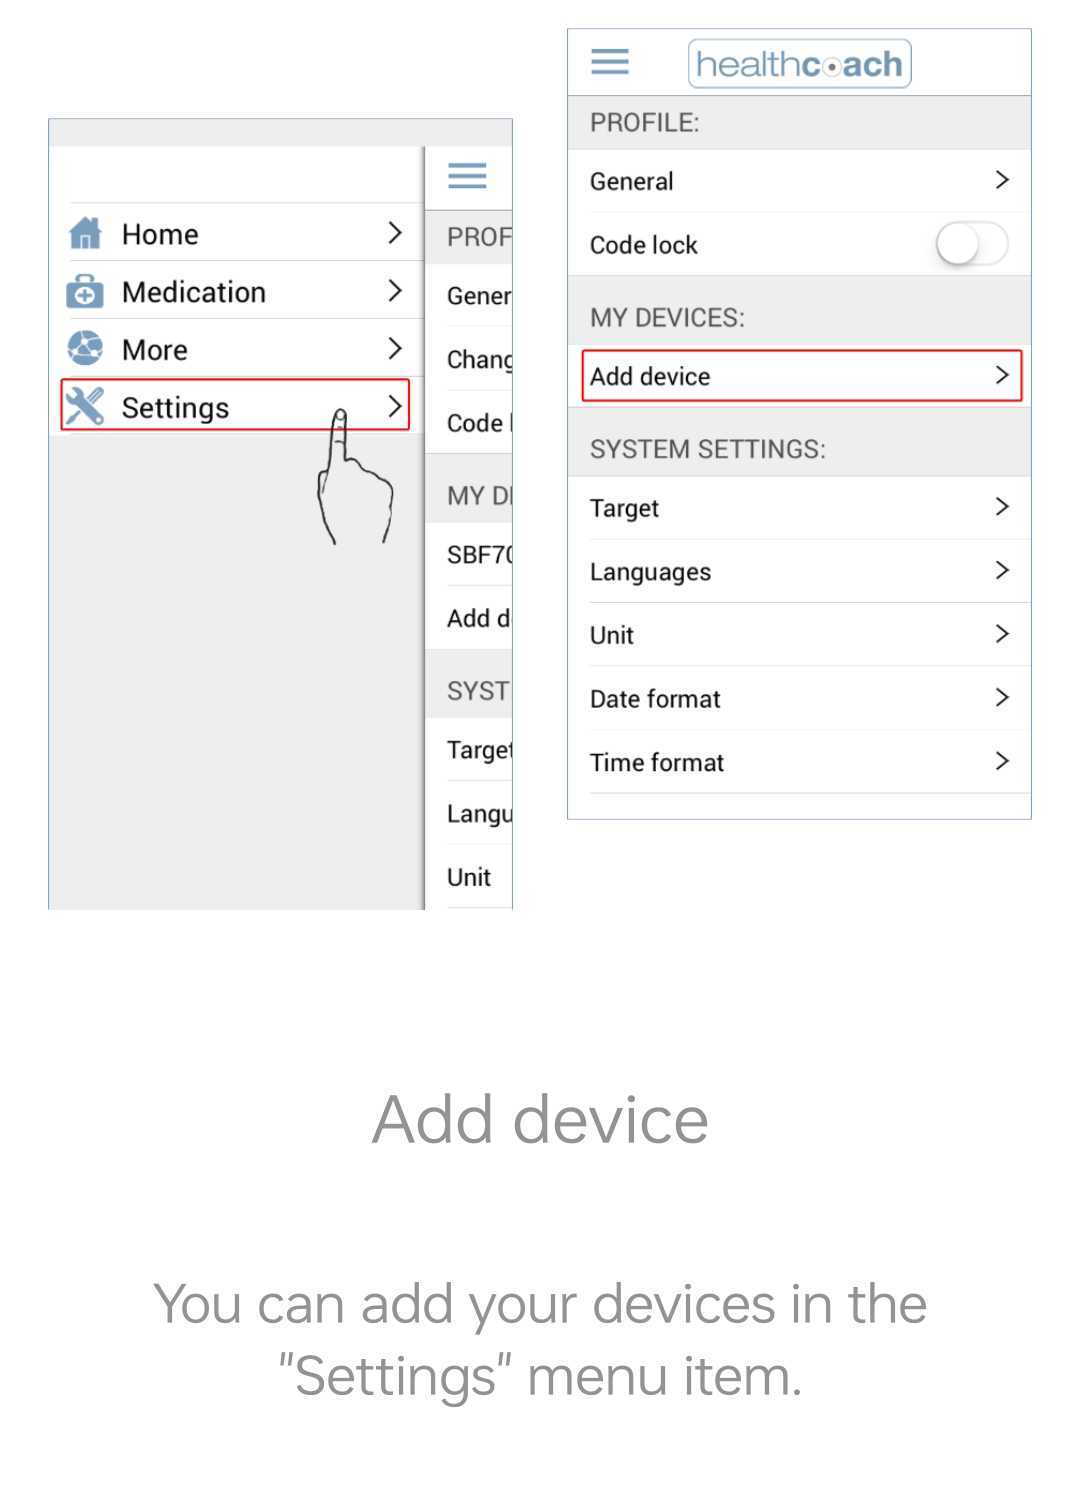 Home
Medication
More
Settings
PROF
Gener
Chang
Code l
MY D
SBF70
Add d
SYST
Target
Langu
Unit
healthcoach
PROFILE:
General
Code lock
MY DEVICES:
Add device
SYSTEM SETTINGS:
Target
Languages
Unit
Date format
Time format
Add device
You can add your devices in the
"Settings" menu item.